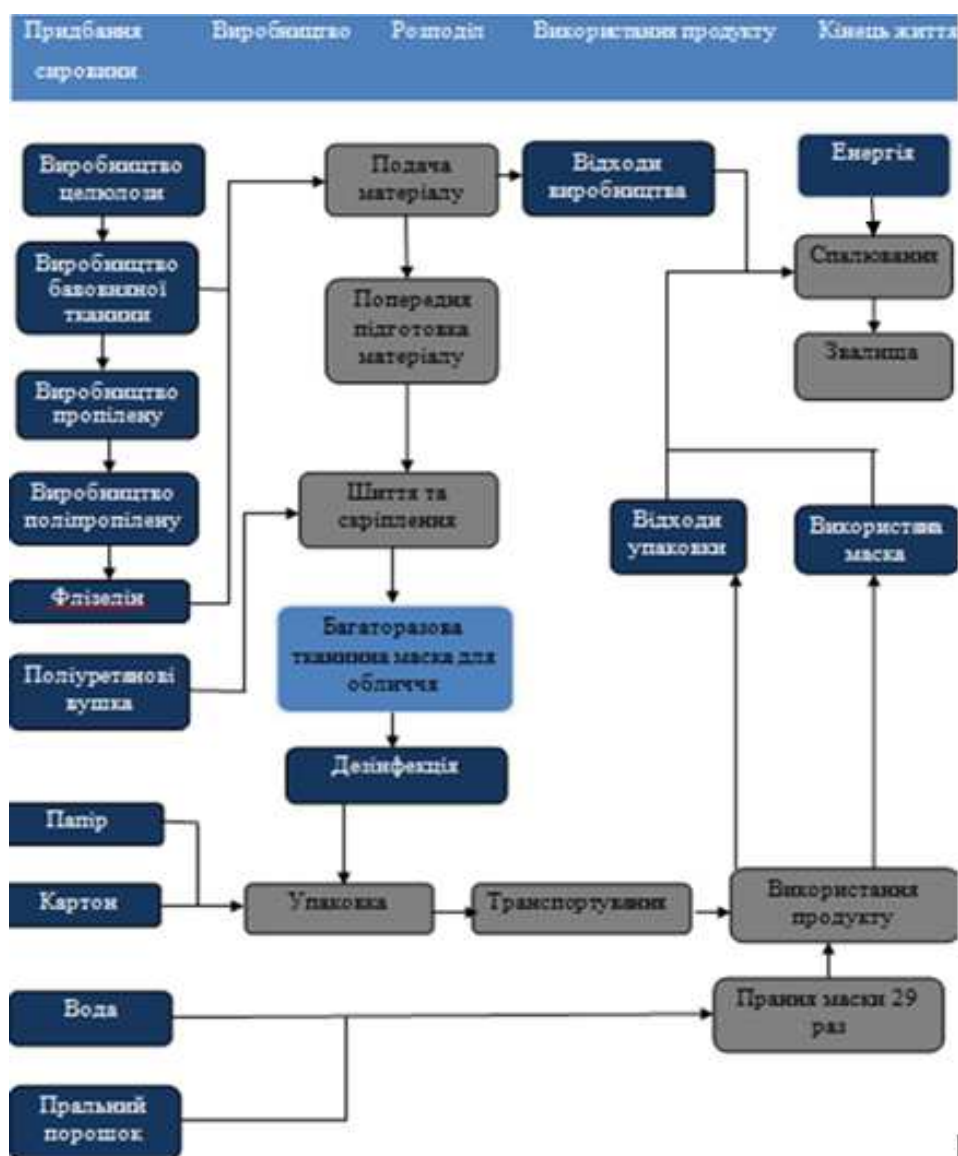 Придбання
сировини
Виробництво
Розподіл
Використання продукту
Кінець життя
Виробництво
целюлози
Виробництво
бавовняної
тканини
Виробництво
пропілену
Виробництво
поліпропілену
Флізелін
Поліуретанові
вушка
Папір
Картон
Вода
Пральний
порошок
Подача
матеріалу
Попередня
підготовка
матеріалу
Шиття та
скріплення
Багаторазова
тканинна маска для
обличчя
Дезінфекція
Упаковка
Транспортування
Відходи
виробництва
Відходи
упаковки
Використана
маска
Використання
продукту
Прання маски 29
раз
Енергія
Спалювання
Звалища